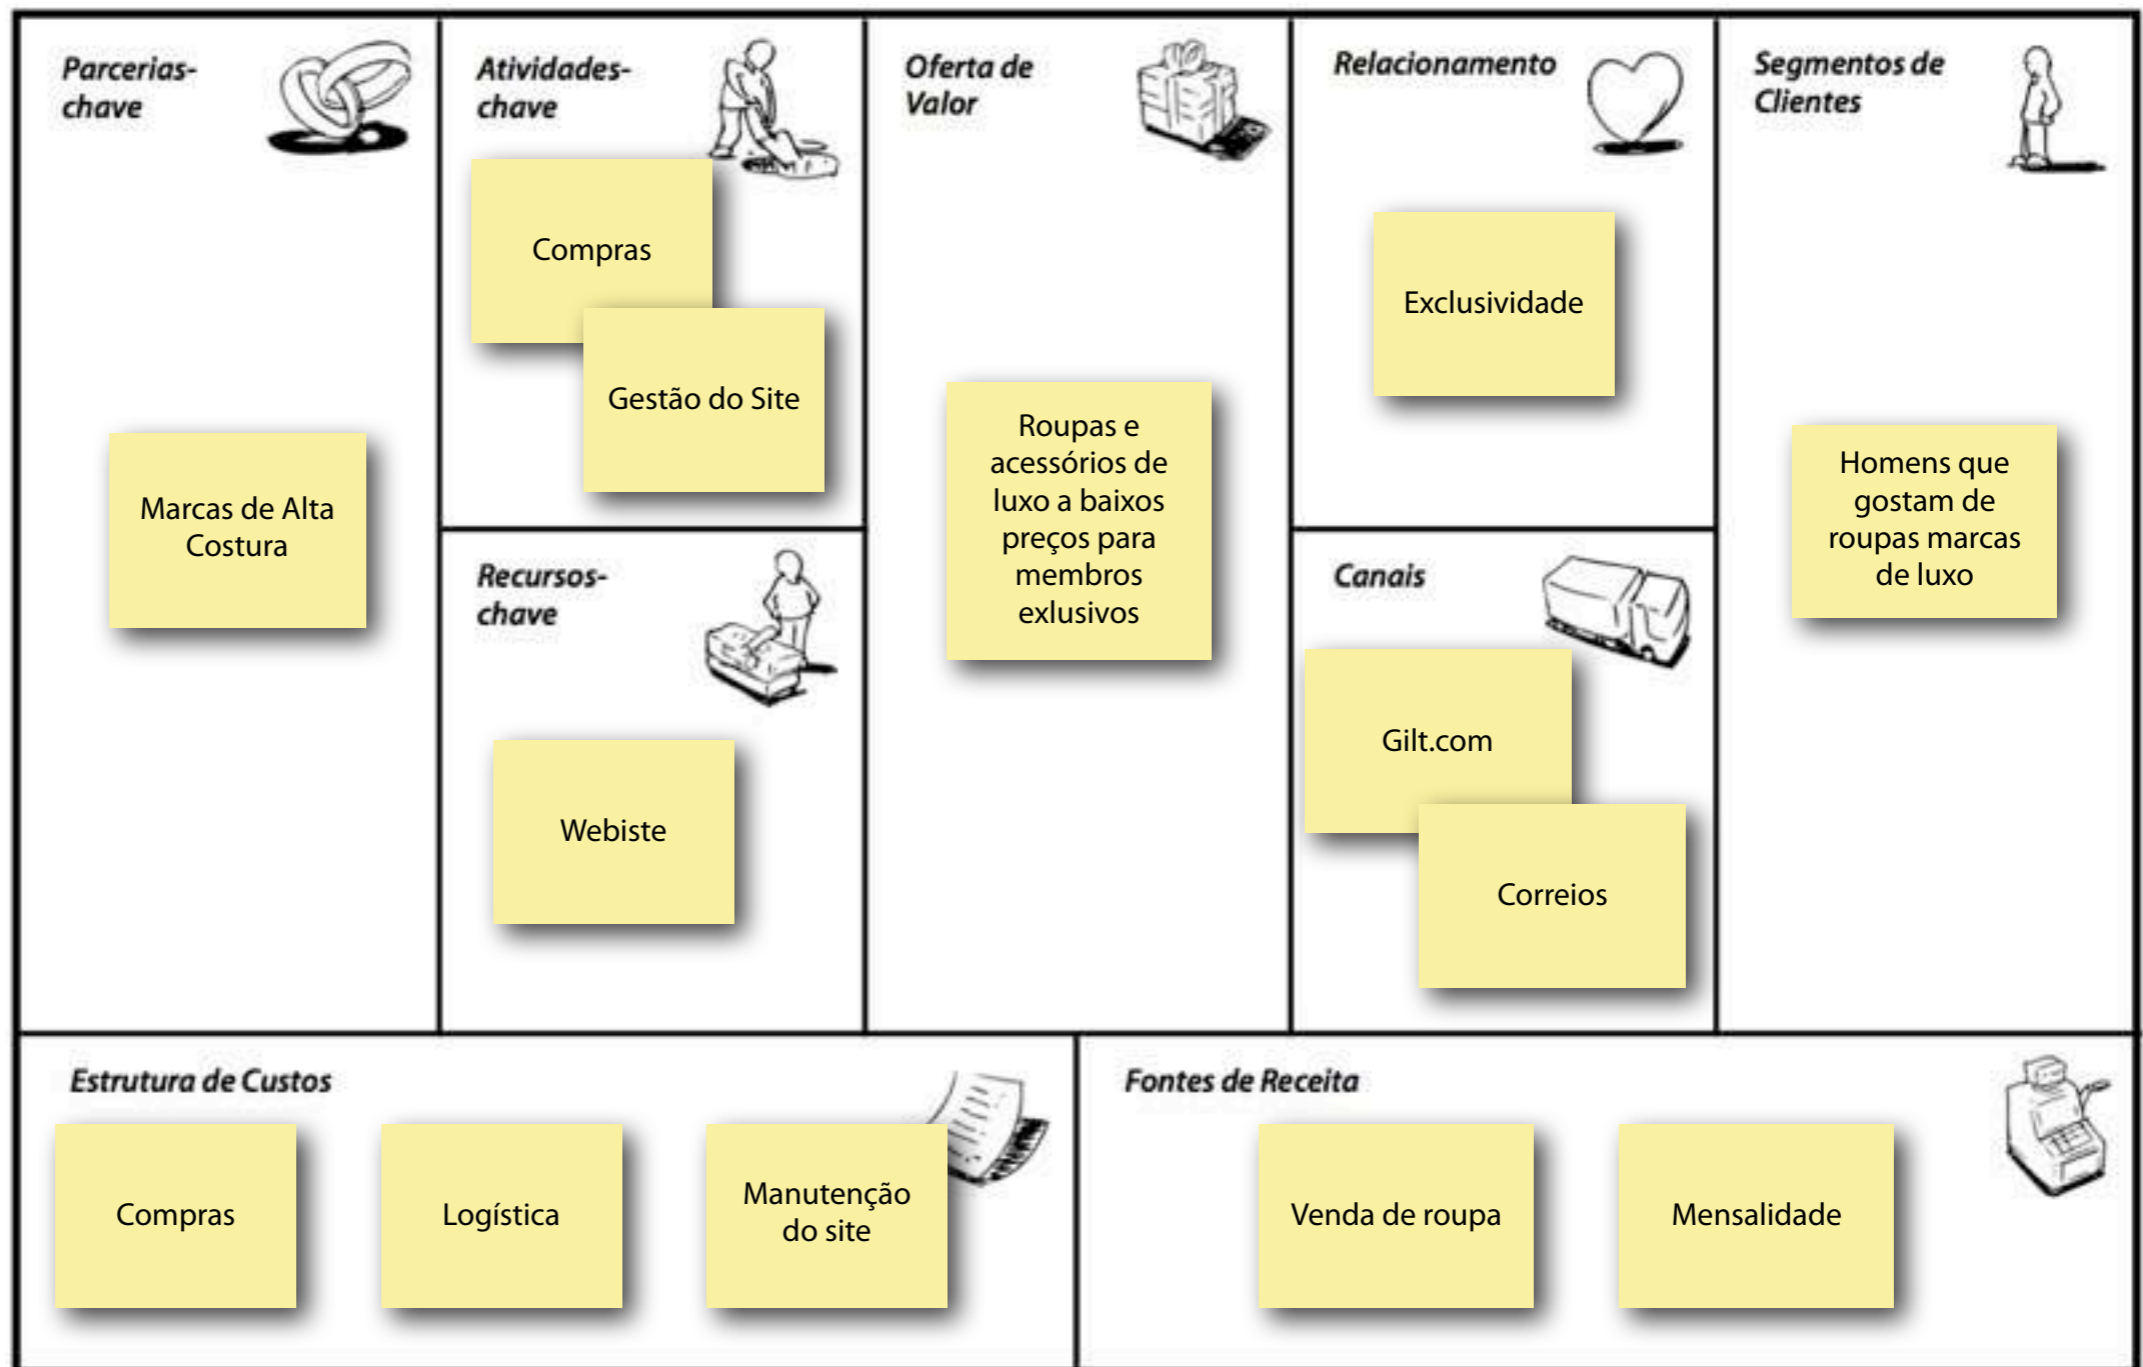 Parcerias-
chave
Marcas de Alta
Costura
Atividades-
chave
Compras
Gestão do Site
Recursos-
chave
Webiste
Oferta de
Valor
Roupas e
acessórios de
luxo a baixos
preços para
membros
exlusivos
Relacionamento
Exclusividade
Canais
Gilt.com
Correios
Segmentos de
Clientes
Homens que
gostam de
roupas marcas
de luxo
Estrutura de Custos
Compras
Logística
Manutenção
do site
Fontes de Receita
Venda de roupa
Mensalidade